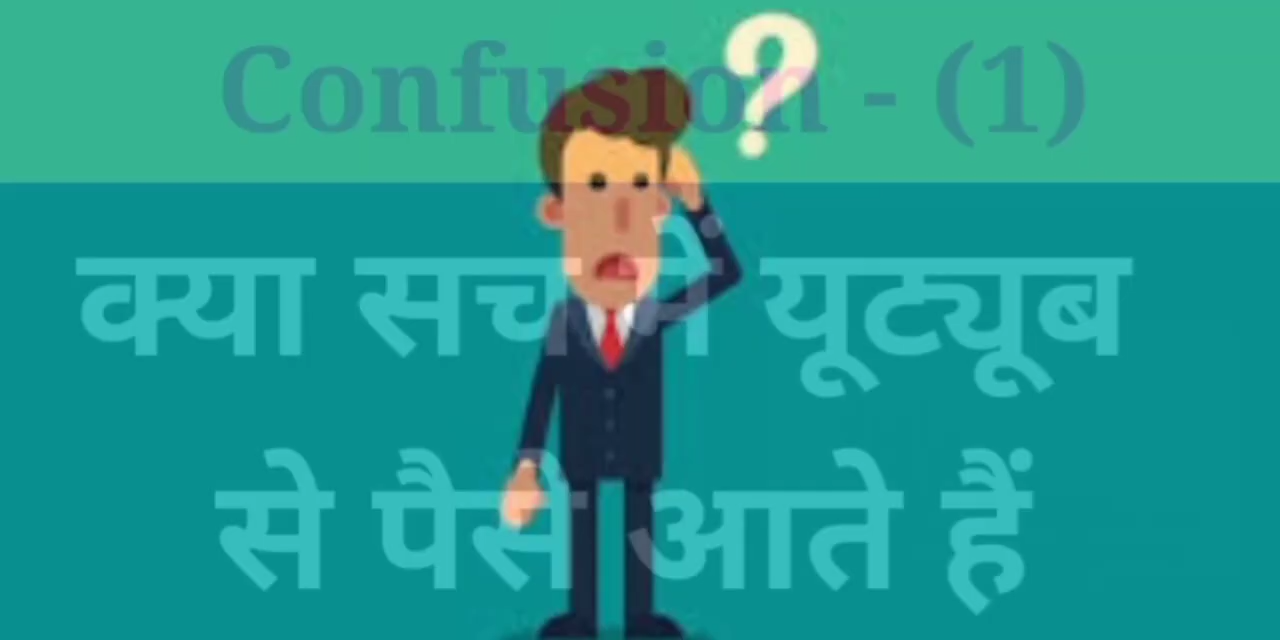 Confusion - (1)
?
क्या सच में यूट्यूब
से पैसे आते हैं